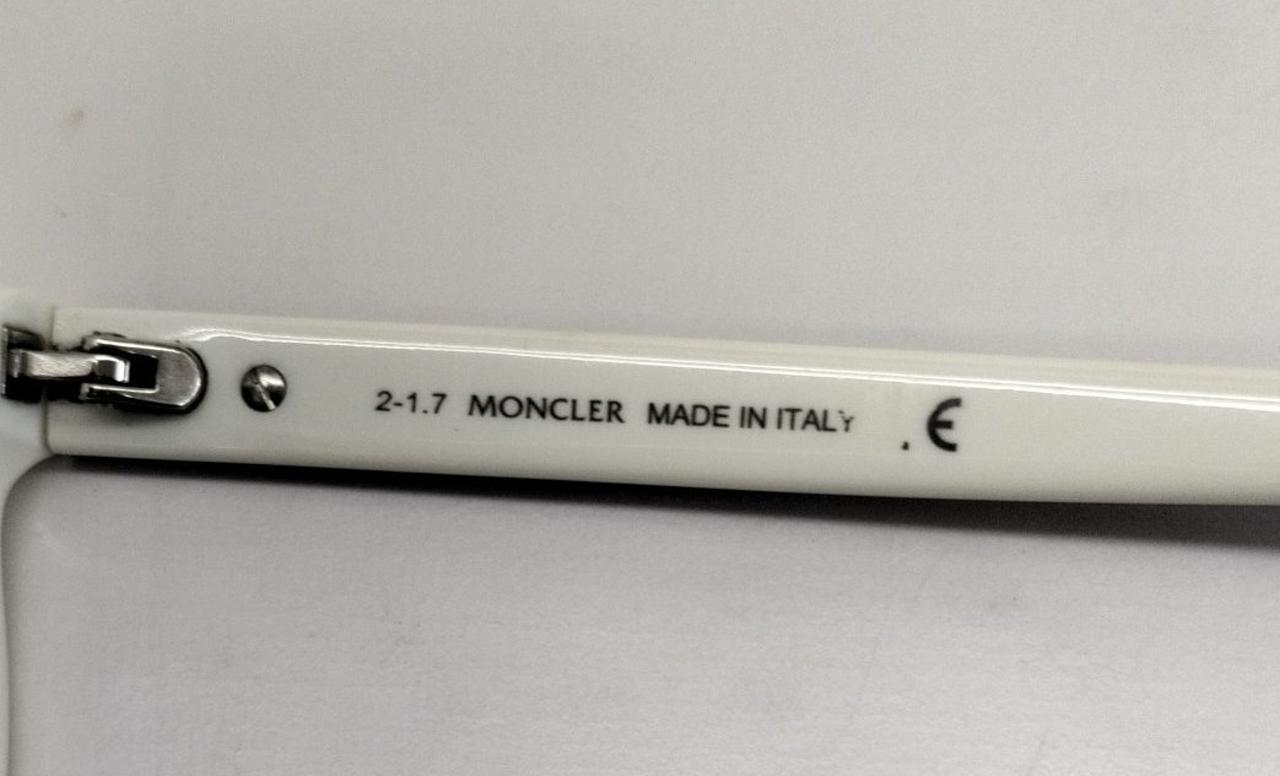 2-1.7 MONCLER MADE IN ITALY . Є